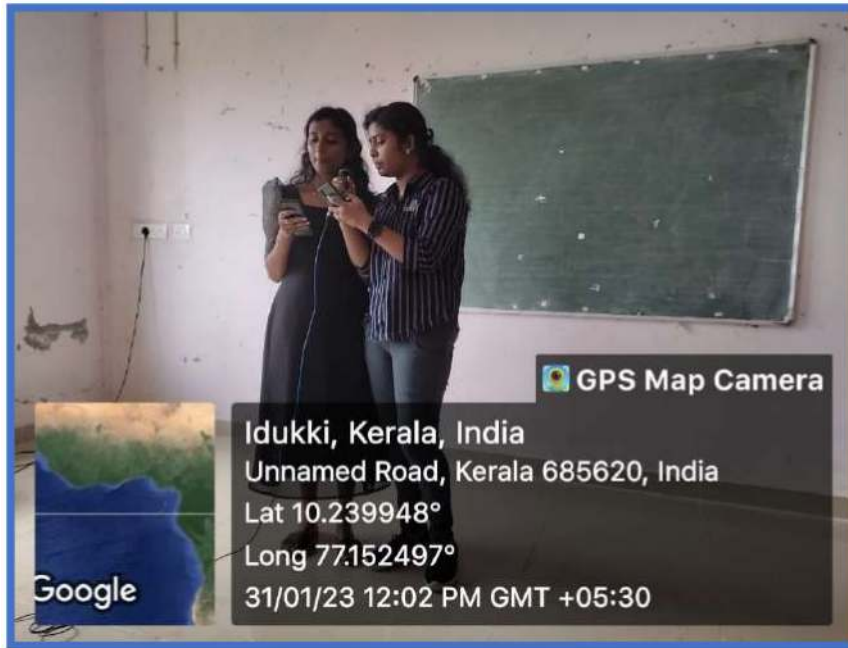 GPS Map Camera
Idukki, Kerala, India
Unnamed Road, Kerala 685620, India
Lat 10.239948°
Long 77.152497°
31/01/23 12:02 PM GMT +05:30
Google